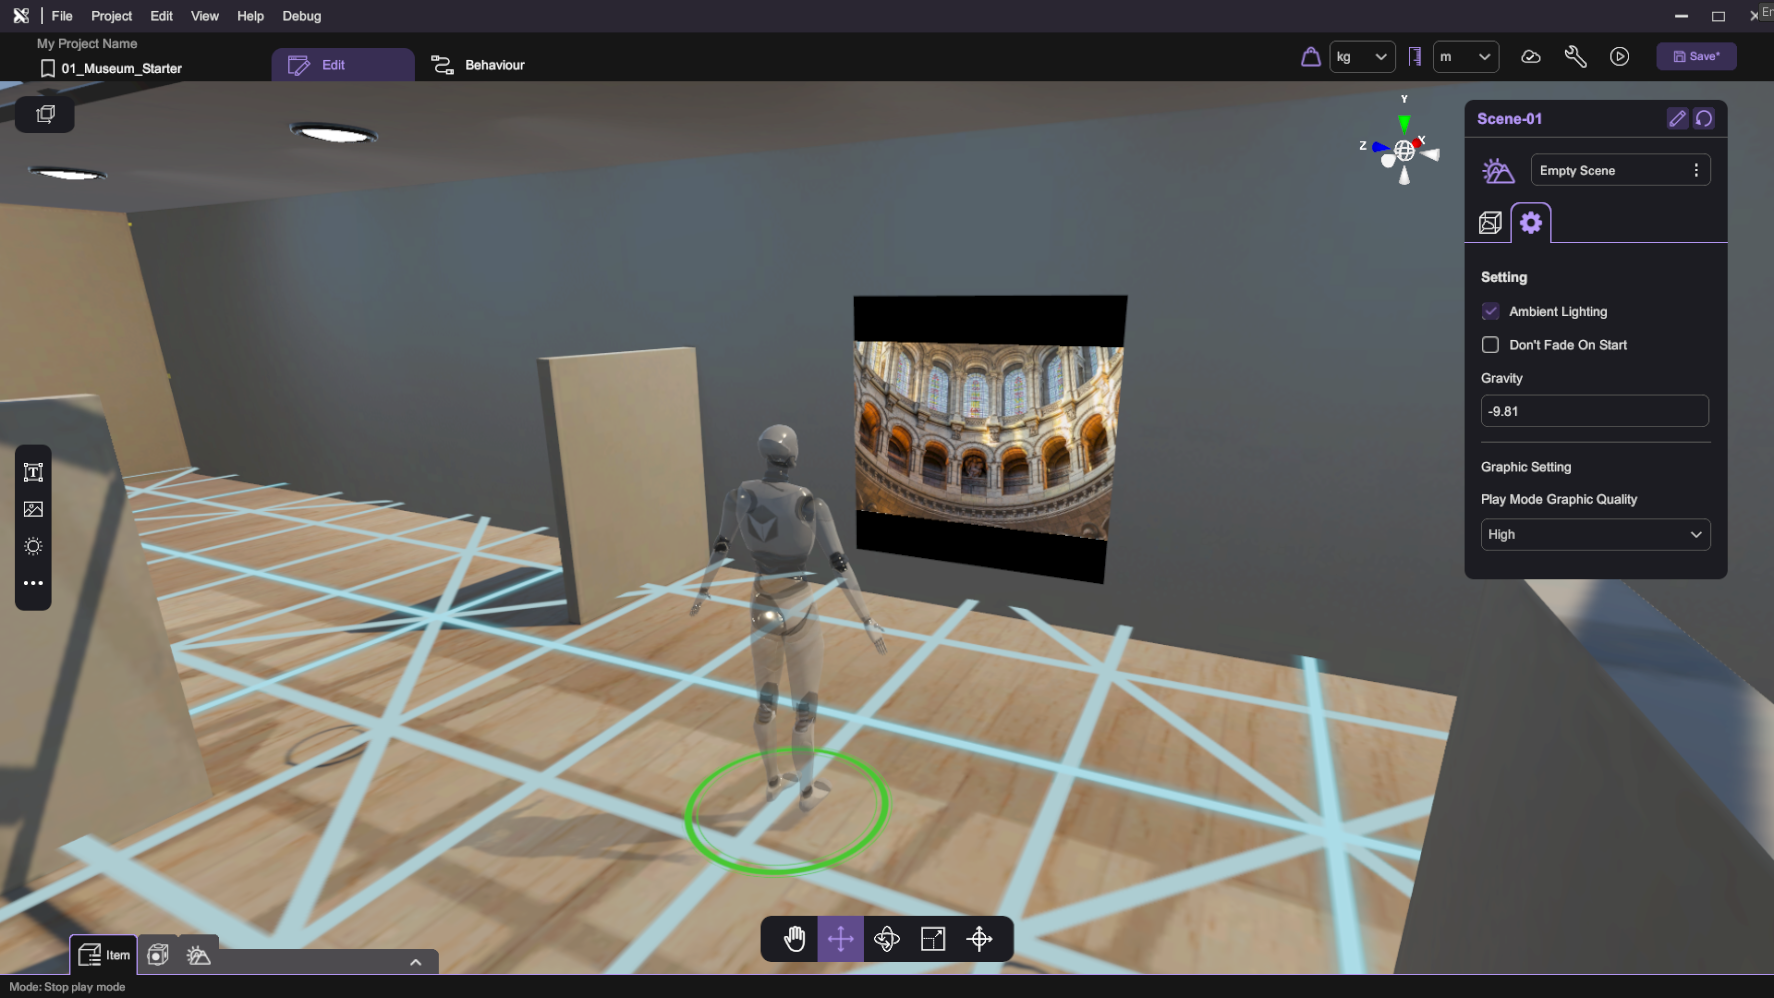 File Project Edit View Help Debug
En
My Project Name
01_Museum_Starter
Edit
Behaviour
kg
m
Save*
Y
Z
X
Scene-01
Empty Scene
Setting
Ambient Lighting
Don't Fade On Start
Gravity
-9.81
Graphic Setting
Play Mode Graphic Quality
High
T
Item
Mode: Stop play mode